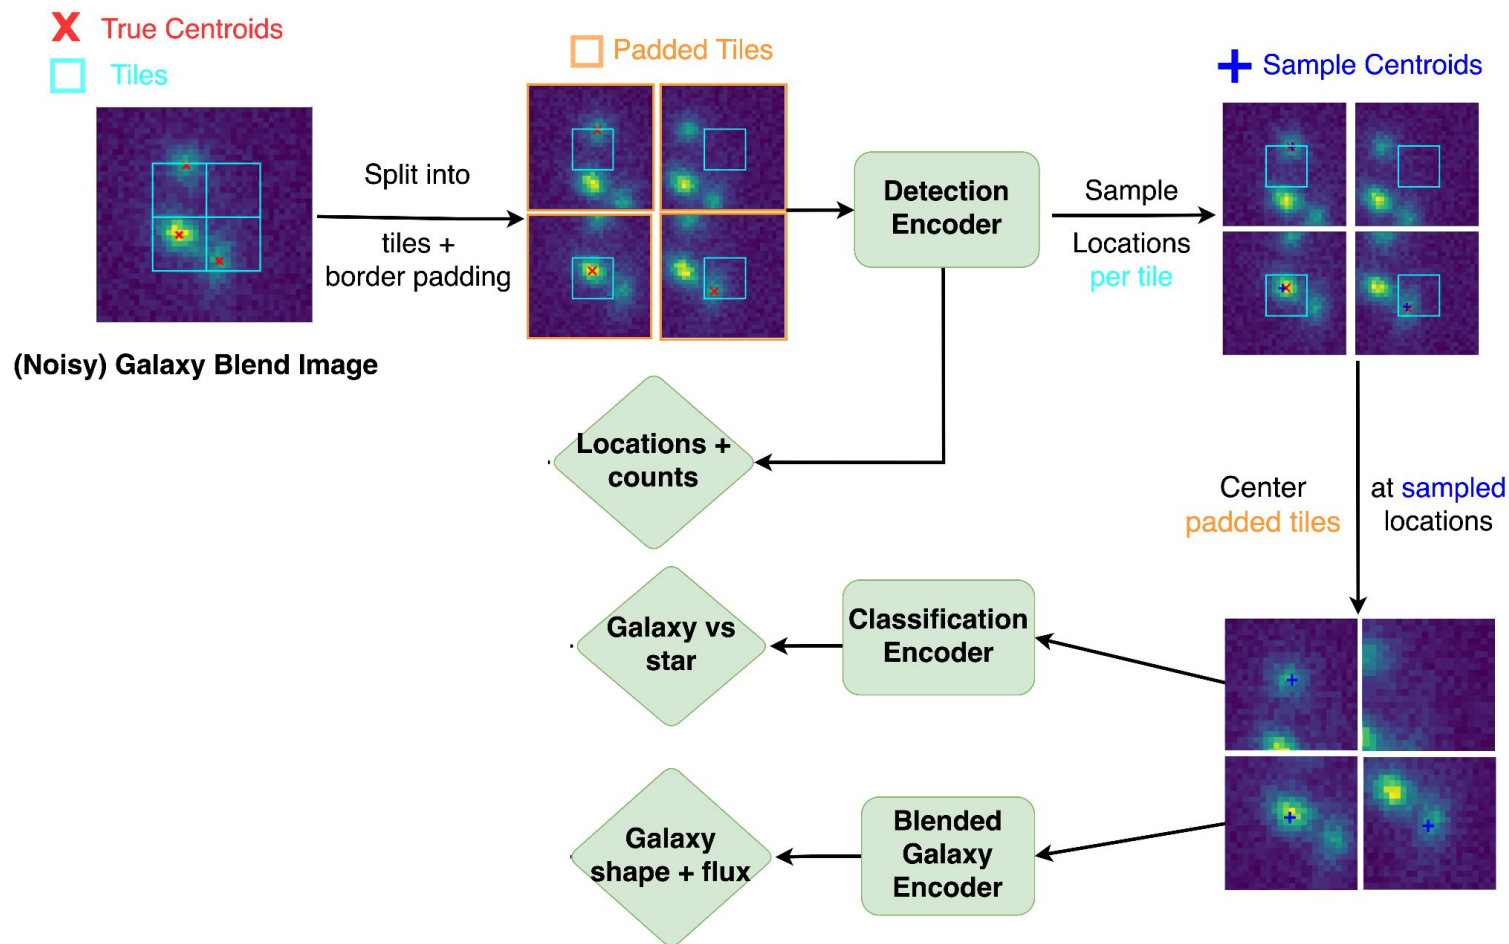 True Centroids
Tiles
Padded Tiles
Sample Centroids
Split into
tiles +
border padding
Detection
Encoder
Sample
Locations
per tile
(Noisy) Galaxy Blend Image
Locations +
counts
Center
padded tiles
at sampled
locations
Galaxy vs
star
Classification
Encoder
Galaxy
shape + flux
Blended
Galaxy
Encoder